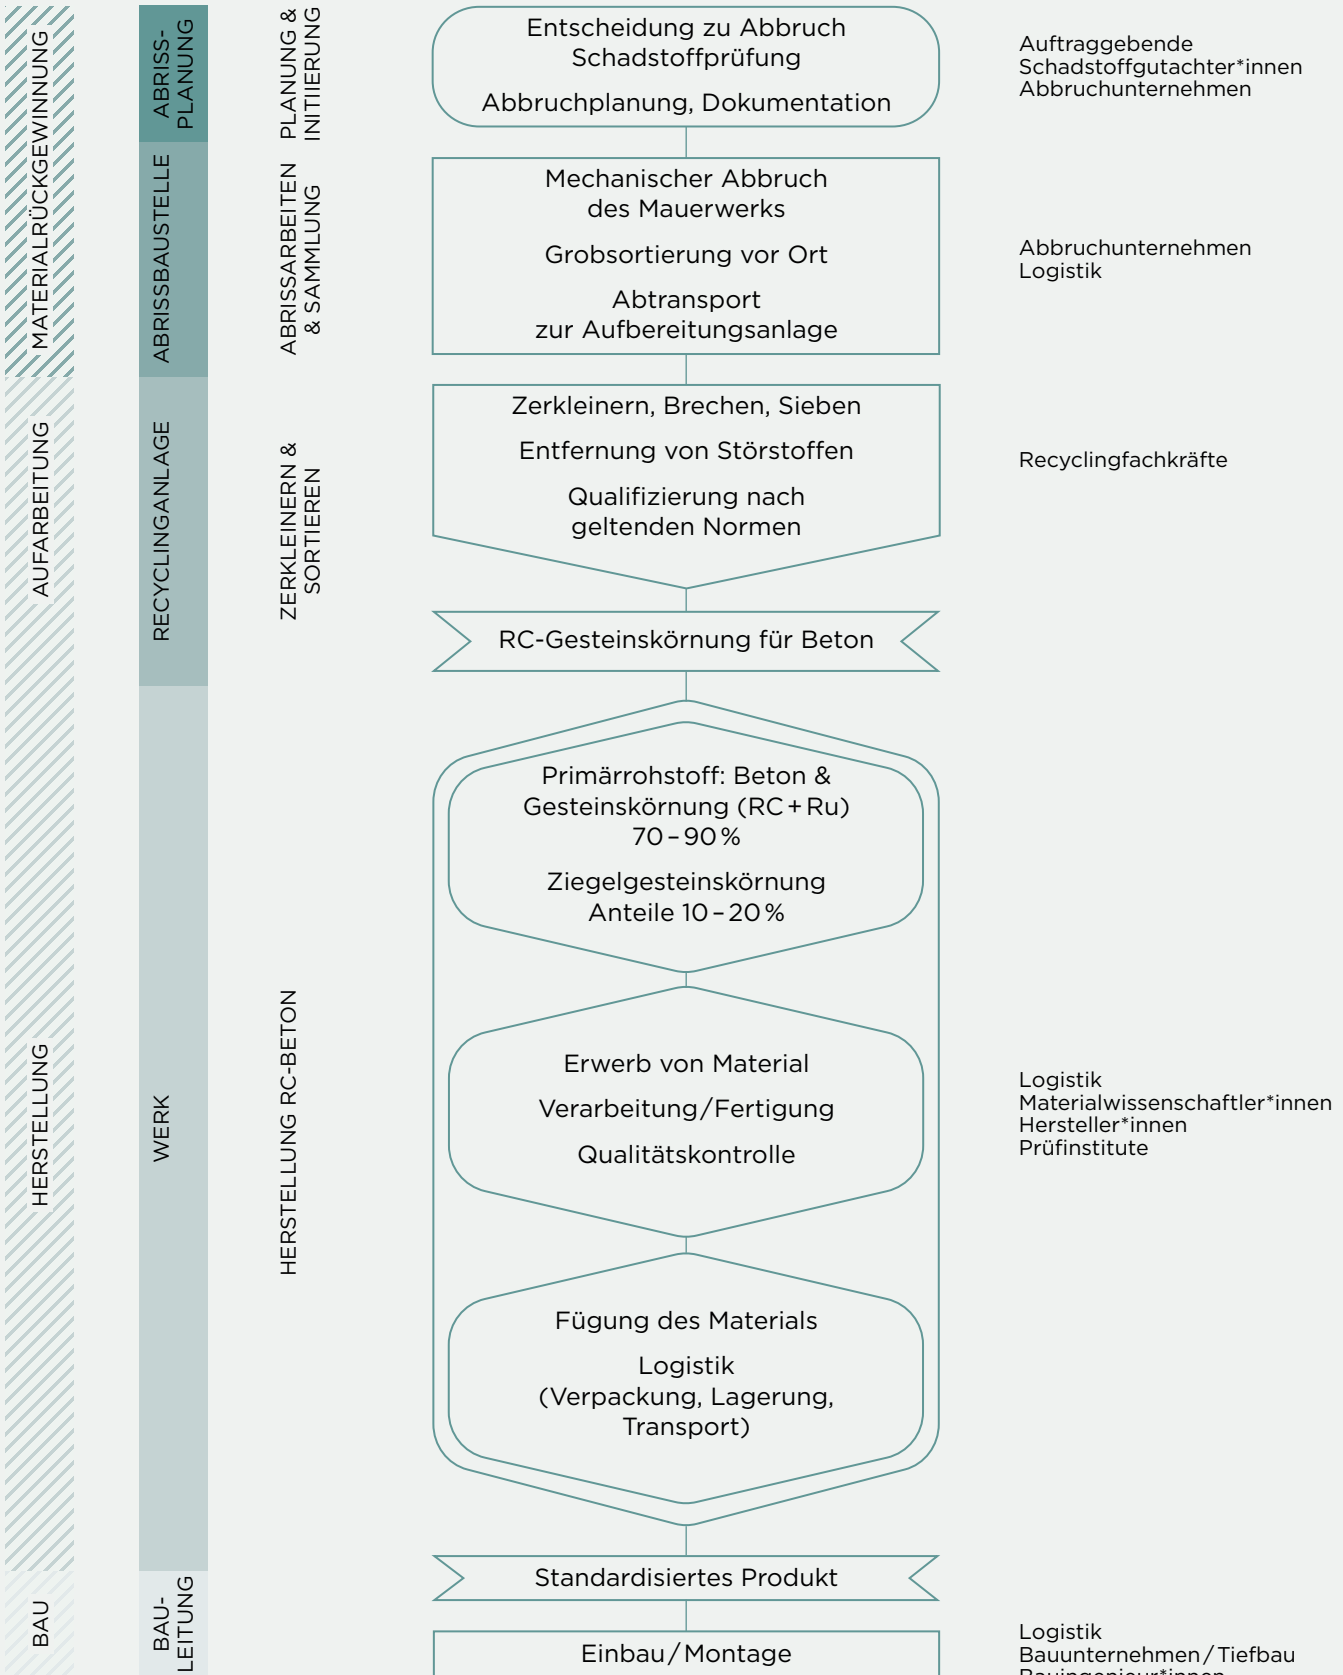 MATERIALRÜCKGEWINNUNG
ABRISS-
PLANUNG
PLANUNG &
INITIIERUNG
Entscheidung zu Abbruch
Schadstoffprüfung
Abbruchplanung, Dokumentation
Auftraggebende
Schadstoffgutachter*innen
Abbruchunternehmen
ABRISSBAUSTELLE
ABRISSARBEITEN
& SAMMLUNG
Mechanischer Abbruch
des Mauerwerks
Grobsortierung vor Ort
Abtransport
zur Aufbereitungsanlage
Abbruchunternehmen
Logistik
AUFARBEITUNG
RECYCLINGANLAGE
ZERKLEINERN &
SORTIEREN
Zerkleinern, Brechen, Sieben
Entfernung von Störstoffen
Qualifizierung nach
geltenden Normen
Recyclingfachkräfte
RC-Gesteinskörnung für Beton
HERSTELLUNG
WERK
HERSTELLUNG RC-BETON
Primärrohstoff: Beton &
Gesteinskörnung (RC + Ru)
70 – 90 %
Ziegelgesteinskörnung
Anteile 10 – 20 %
Erwerb von Material
Verarbeitung / Fertigung
Qualitätskontrolle
Logistik
Materialwissenschaftler*innen
Hersteller*innen
Prüfinstitute
Fügung des Materials
Logistik
(Verpackung, Lagerung,
Transport)
Standardisiertes Produkt
BAU
BAU-
LEITUNG
Einbau / Montage
Logistik
Bauunternehmen / Tiefbau
Bauingenieur*innen